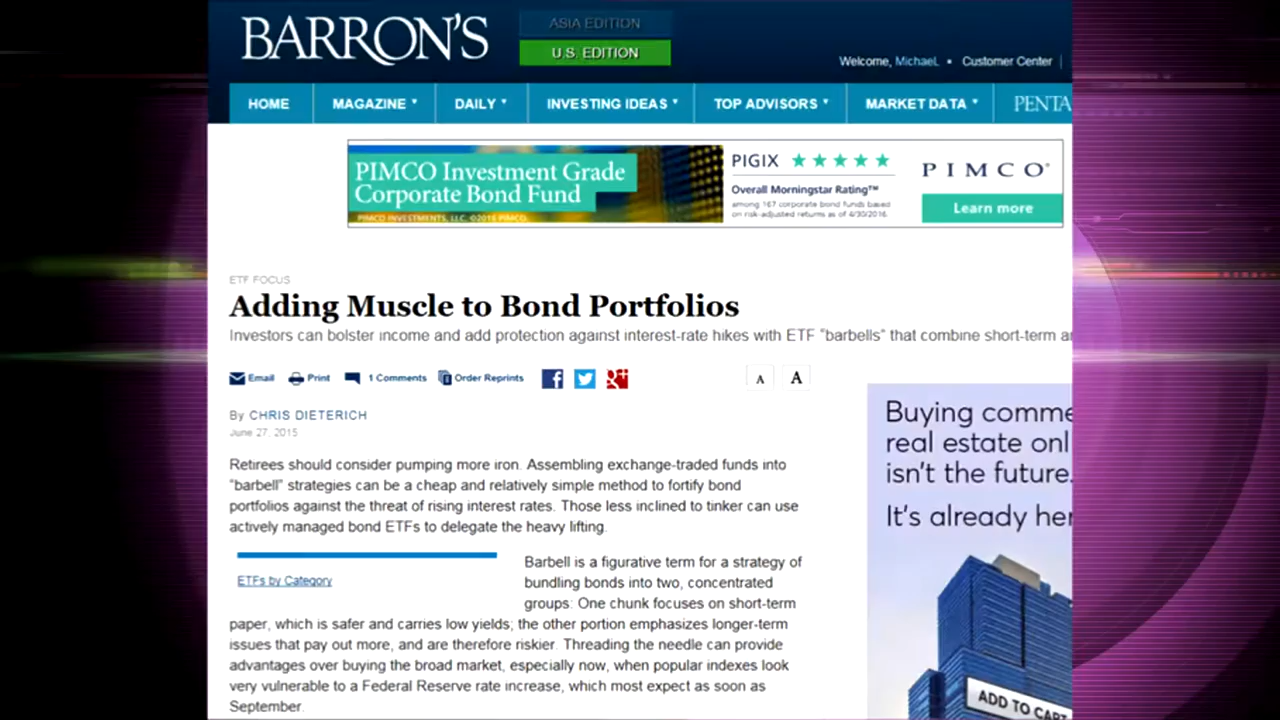 BARRON'S
ASIA EDITION
U.S. EDITION
Welcome, Michael • Customer Center
HOME MAGAZINE DAILY INVESTING IDEAS TOP ADVISORS MARKET DATA PENTA
PIMCO Investment Grade
Corporate Bond Fund
PIMCO INVESTMENTS, LLC. ©2016 PIMCO.
PIGIX ★★★★★
Overall Morningstar Rating™
among 167 corporate bond funds based
on risk-adjusted returns as of 4/30/2016.
PIMCO®
Learn more
ETF FOCUS
Adding Muscle to Bond Portfolios
Investors can bolster income and add protection against interest-rate hikes with ETF "barbells" that combine short-term
Email Print 1 Comments Order Reprints
A A
By CHRIS DIETERICH
June 27, 2015
Retirees should consider pumping more iron. Assembling exchange-traded funds into
"barbell" strategies can be a cheap and relatively simple method to fortify bond
portfolios against the threat of rising interest rates. Those less inclined to tinker can use
actively managed bond ETFs to delegate the heavy lifting.
ETFs by Category
Barbell is a figurative term for a strategy of
bundling bonds into two, concentrated
groups: One chunk focuses on short-term
paper, which is safer and carries low yields; the other portion emphasizes longer-term
issues that pay out more, and are therefore riskier. Threading the needle can provide
advantages over buying the broad market, especially now, when popular indexes look
very vulnerable to a Federal Reserve rate increase, which most expect as soon as
September.
Buying comme
real estate onl
isn't the future.
It's already her
ADD TO CART